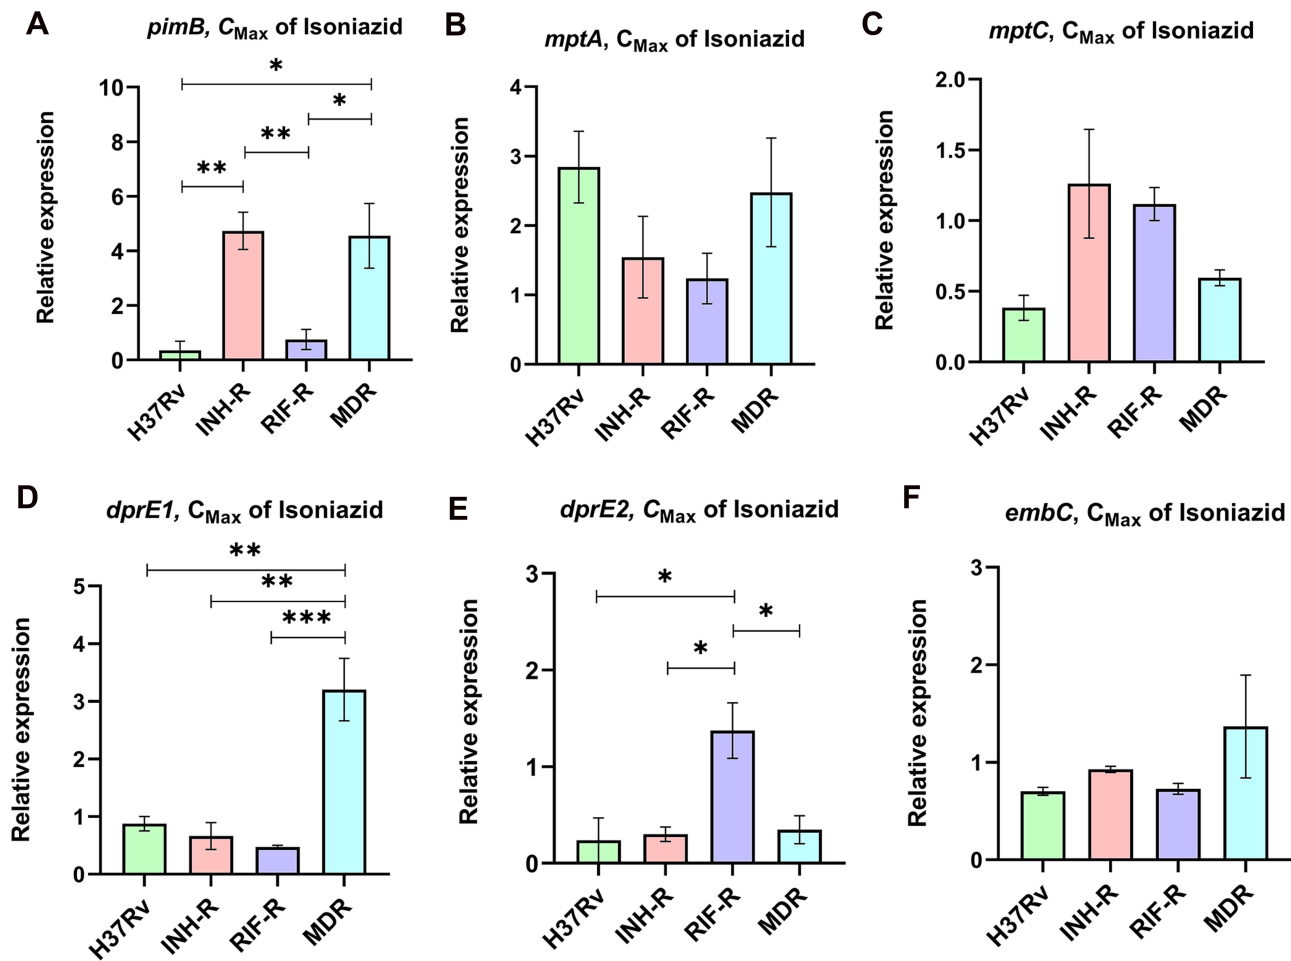 A
pimB, CMax of Isoniazid
Relative expression
10
8
6
4
2
0
*
*
**
**
H37Rv
INH-R
RIF-R
MDR
B
mptA, CMax of Isoniazid
Relative expression
4
3
2
1
0
H37Rv
INH-R
RIF-R
MDR
C
mptC, CMax of Isoniazid
Relative expression
2.0
1.5
1.0
0.5
0.0
H37Rv
INH-R
RIF-R
MDR
D
dprE1, CMax of Isoniazid
Relative expression
5
4
3
2
1
0
**
**
***
H37Rv
INH-R
RIF-R
MDR
E
dprE2, CMax of Isoniazid
Relative expression
3
2
1
0
*
*
*
H37Rv
INH-R
RIF-R
MDR
F
embC, CMax of Isoniazid
Relative expression
3
2
1
0
H37Rv
INH-R
RIF-R
MDR